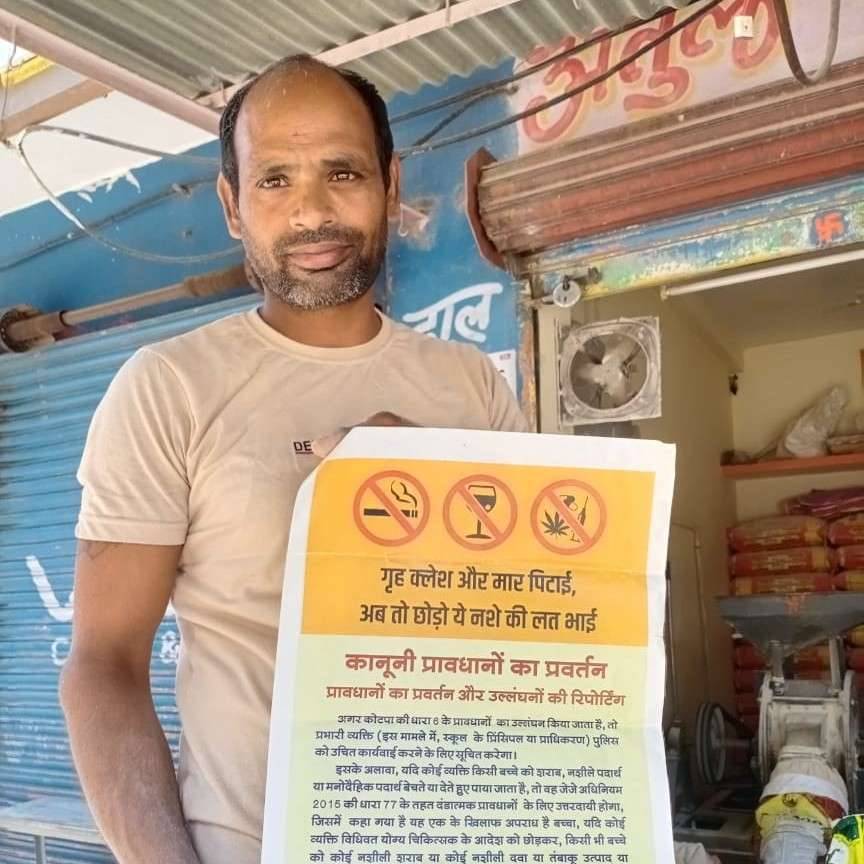 अतुल
DE
गृह क्लेश और मार पिटाई,
अब तो छोड़ो ये नशे की लत भाई
कानूनी प्रावधानों का प्रवर्तन
प्रावधानों का प्रवर्तन और उल्लंघनों की रिपोर्टिंग
अगर कोटपा की धारा 6 के प्रावधानों का उल्लंघन किया जाता है, तो
प्रभारी व्यक्ति (इस मामले में, स्कूल के प्रिंसिपल या प्राधिकरण) पुलिस
को उचित कार्यवाई करने के लिए सूचित करेगा।
इसके अलावा, यदि कोई व्यक्ति किसी बच्चे को शराब, नशीले पदार्थ
या मनोवैहिक पदार्थ बेचते या देते हुए पाया जाता है, तो वह जेजे अधिनियम
2015 की धारा 77 के तहत दंडात्मक प्रावधानों के लिए उत्तरदायी होगा,
जिसमें कहा गया है यह एक के खिलाफ अपराध है बच्चा, यदि कोई
व्यक्ति विधिवत योग्य चिकित्सक के आदेश को छोड़कर, किसी भी बच्चे
को कोई नशीली शराब या कोई नशीली दवा या तंबाकू उत्पाद या